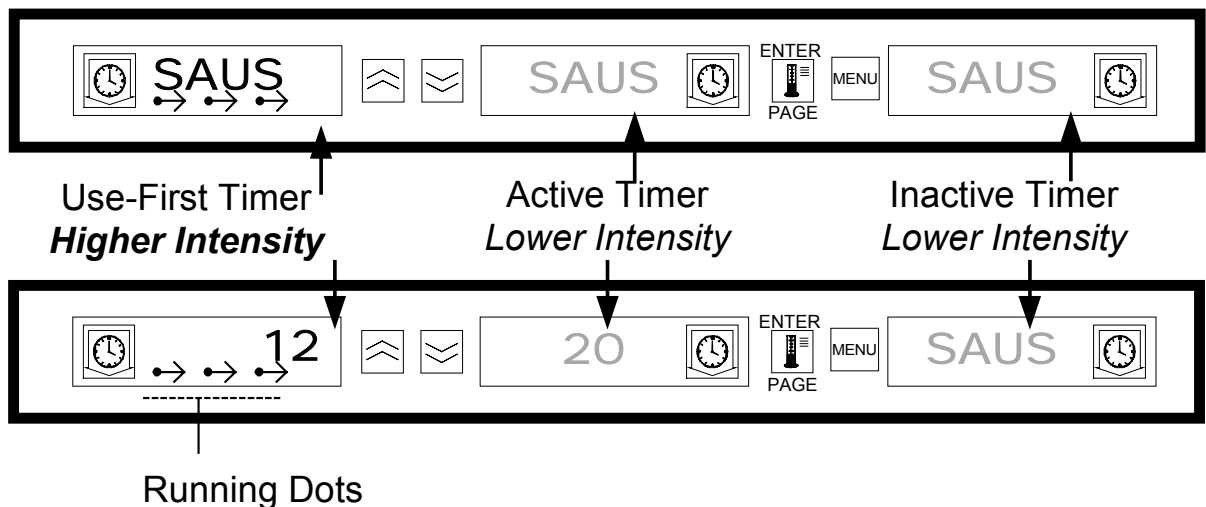 SAUS
SAUS
ENTER
PAGE
MENU
SAUS
Use-First Timer
Higher Intensity
Active Timer
Lower Intensity
Inactive Timer
Lower Intensity
12
20
ENTER
PAGE
MENU
SAUS
Running Dots